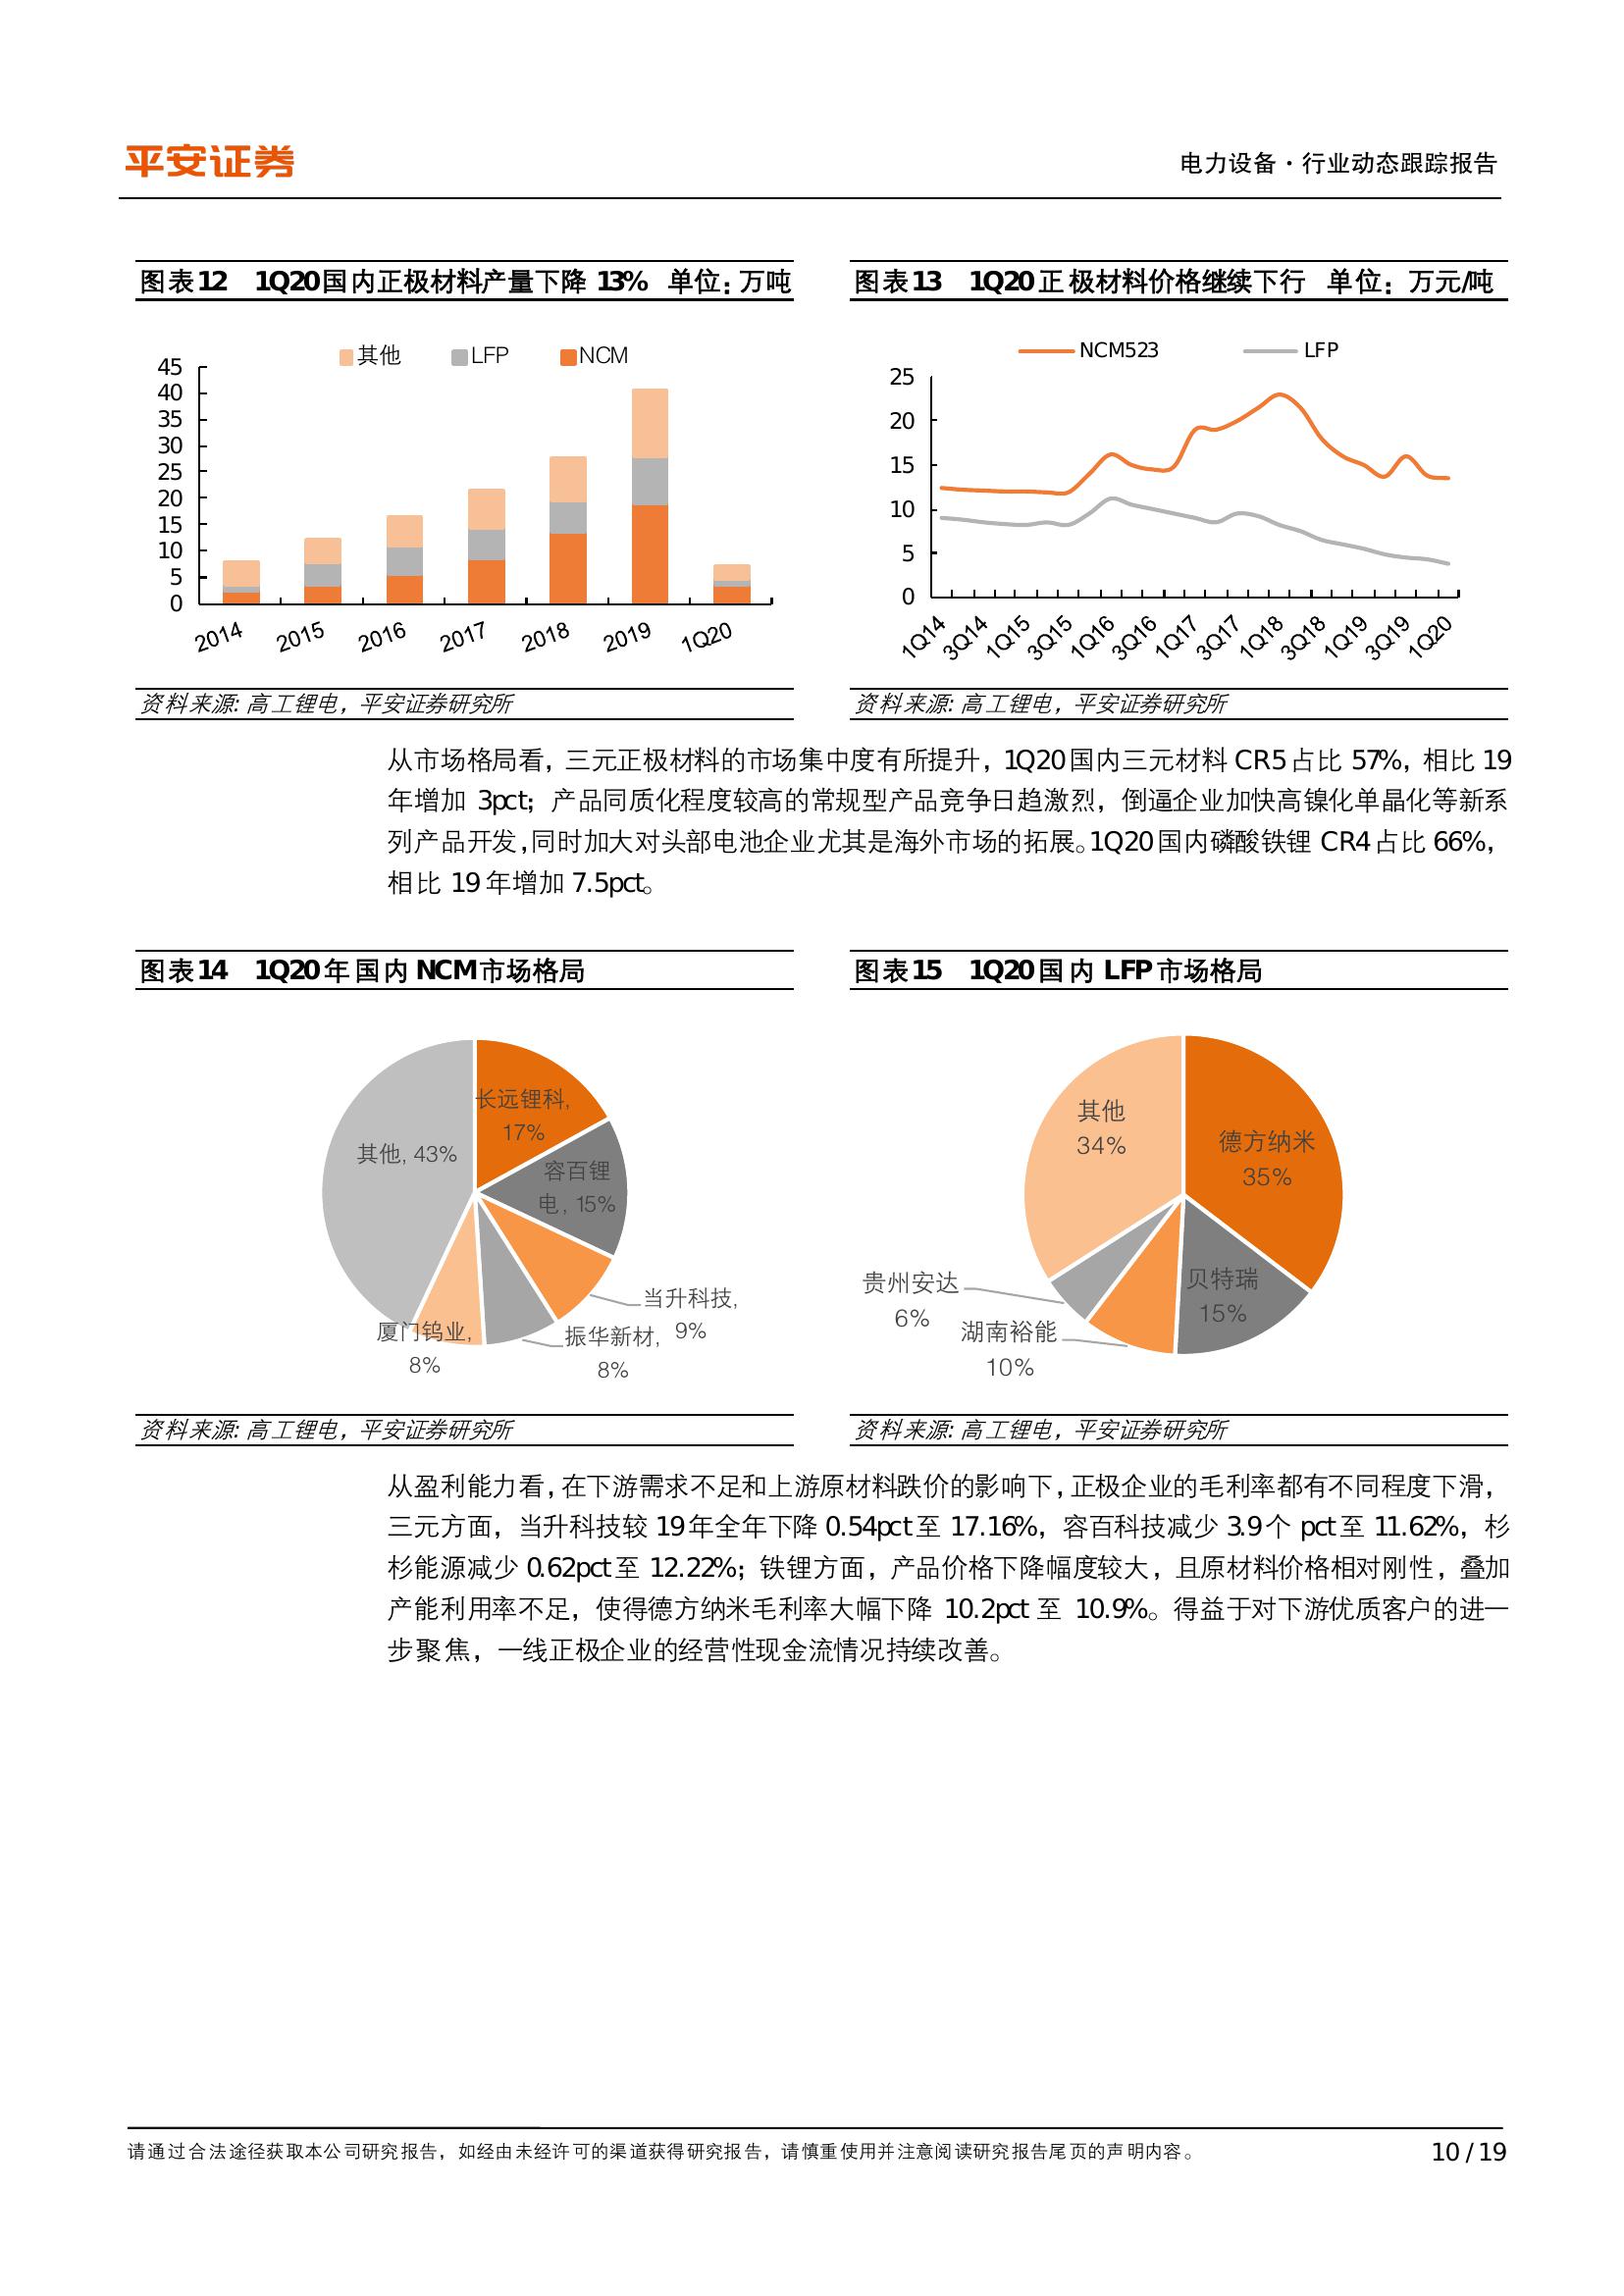 平安证券
电力设备·行业动态跟踪报告
图表12 1Q20国内正极材料产量下降 13% 单位：万吨
其他 LFP NCM
45
40
35
30
25
20
15
10
5
0
2014 2015 2016 2017 2018 2019 1Q20
资料来源: 高工锂电，平安证券研究所
图表13 1Q20正极材料价格继续下行 单位：万元/吨
NCM523 LFP
25
20
15
10
5
0
1Q14 3Q14 1Q15 3Q15 1Q16 3Q16 1Q17 3Q17 1Q18 3Q18 1Q19 3Q19 1Q20
资料来源: 高工锂电，平安证券研究所
从市场格局看，三元正极材料的市场集中度有所提升，1Q20国内三元材料 CR5占比 57%，相比 19
年增加 3pct；产品同质化程度较高的常规型产品竞争日趋激烈，倒逼企业加快高镍化单晶化等新系
列产品开发，同时加大对头部电池企业尤其是海外市场的拓展。1Q20国内磷酸铁锂 CR4占比 66%，
相比 19年增加 7.5pct。
图表14 1Q20年国内 NCM市场格局
长远锂科,
17%
容百锂
电, 15%
当升科技,
9%
振华新材,
8%
厦门钨业,
8%
其他, 43%
资料来源: 高工锂电，平安证券研究所
图表15 1Q20国内 LFP市场格局
德方纳米
35%
贝特瑞
15%
湖南裕能
10%
贵州安达
6%
其他
34%
资料来源: 高工锂电，平安证券研究所
从盈利能力看，在下游需求不足和上游原材料跌价的影响下，正极企业的毛利率都有不同程度下滑，
三元方面，当升科技较 19年全年下降 0.54pct至 17.16%，容百科技减少 3.9个 pct至 11.62%，杉
杉能源减少 0.62pct至 12.22%；铁锂方面，产品价格下降幅度较大，且原材料价格相对刚性，叠加
产能利用率不足，使得德方纳米毛利率大幅下降 10.2pct 至 10.9%。得益于对下游优质客户的进一
步聚焦，一线正极企业的经营性现金流情况持续改善。
请通过合法途径获取本公司研究报告，如经由未经许可的渠道获得研究报告，请慎重使用并注意阅读研究报告尾页的声明内容。
10 / 19